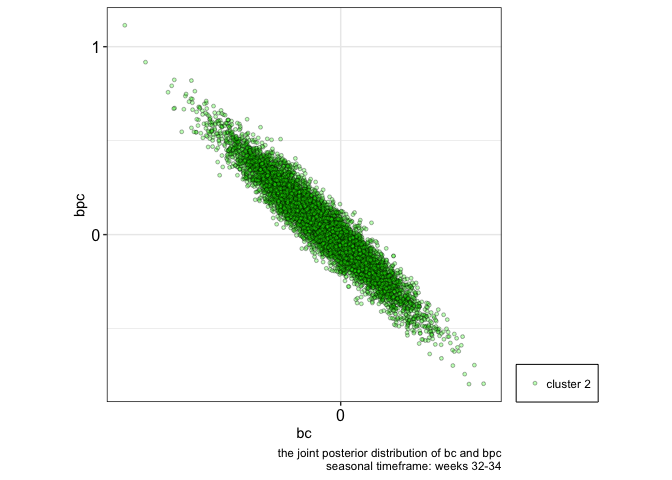 1
bpc
0
0
bc
cluster 2
the joint posterior distribution of bc and bpc
seasonal timeframe: weeks 32-34